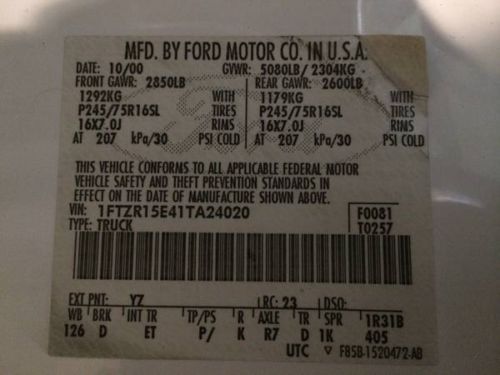 MFD. BY FORD MOTOR CO. IN U.S.A.
DATE: 10/00 GVWR: 5080LB/ 2304KG
FRONT GAWR: 2850LB REAR GAWR: 2600LB
1292KG WITH 1179KG WITH
P245/75R16SL TIRES P245/75R16SL TIRES
16X7.0J RIMS 16X7.0J RIMS
AT 207 kPa/30 PSI COLD AT 207 kPa/30 PSI COLD
THIS VEHICLE CONFORMS TO ALL APPLICABLE FEDERAL MOTOR
VEHICLE SAFETY AND THEFT PREVENTION STANDARDS IN
EFFECT ON THE DATE OF MANUFACTURE SHOWN ABOVE.
VIN: 1FTZR15E41TA24020 F0081
TYPE: TRUCK T0257
EXT PNT: YZ RC: 23 DSO:
WB BRK INT TR TP/PS R AXLE TR SPR 1R31B
126 D ET P/ K R7 D 1K 405
UTC F85B-1520472-AB